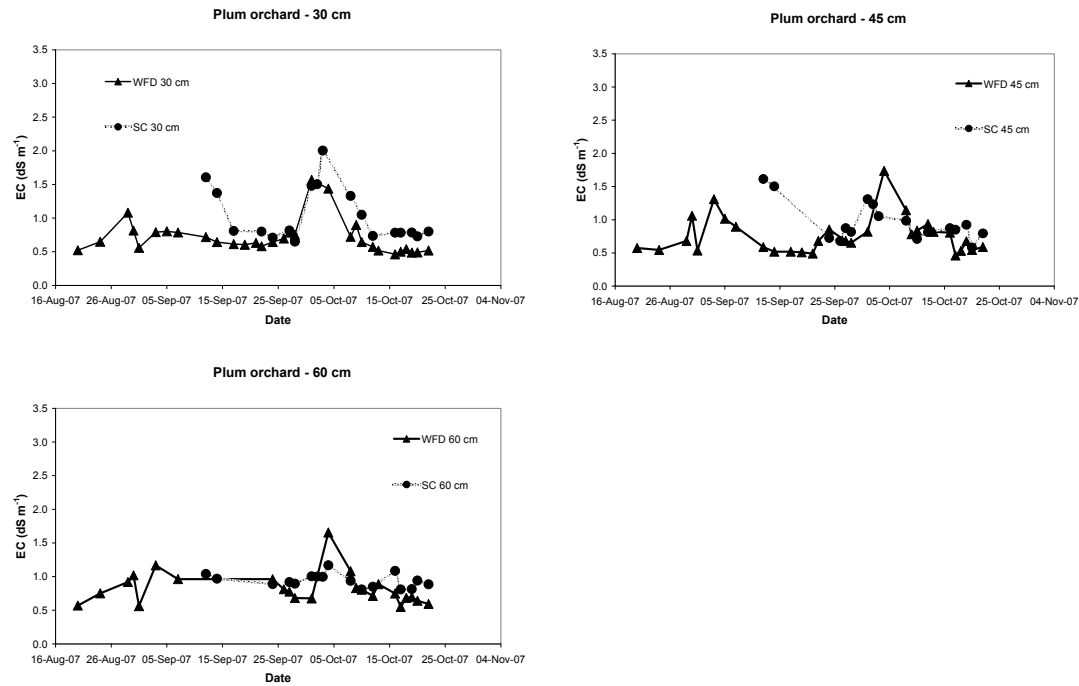 Plum orchard - 30 cm
3.5
3.0
2.5
2.0
1.5
1.0
0.5
0.0
EC (dS m⁻¹)
WFD 30 cm
SC 30 cm
16-Aug-07 26-Aug-07 05-Sep-07 15-Sep-07 25-Sep-07 05-Oct-07 15-Oct-07 25-Oct-07 04-Nov-07
Date
Plum orchard - 45 cm
3.5
3.0
2.5
2.0
1.5
1.0
0.5
0.0
EC (dS m⁻¹)
WFD 45 cm
SC 45 cm
16-Aug-07 26-Aug-07 05-Sep-07 15-Sep-07 25-Sep-07 05-Oct-07 15-Oct-07 25-Oct-07 04-Nov-07
Date
Plum orchard - 60 cm
3.5
3.0
2.5
2.0
1.5
1.0
0.5
0.0
EC (dS m⁻¹)
WFD 60 cm
SC 60 cm
16-Aug-07 26-Aug-07 05-Sep-07 15-Sep-07 25-Sep-07 05-Oct-07 15-Oct-07 25-Oct-07 04-Nov-07
Date